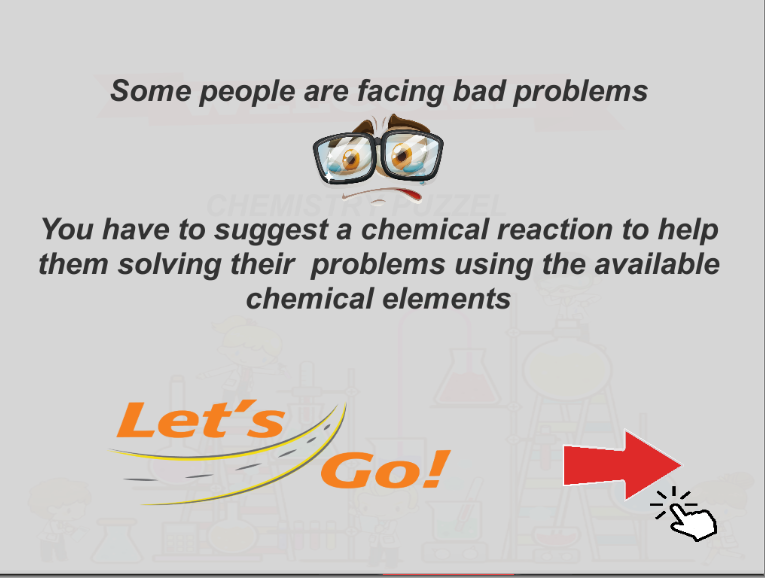 Some people are facing bad problems
CHEMISTRY PUZZEL
You have to suggest a chemical reaction to help
them solving their  problems using the available
chemical elements
Let's
Go!